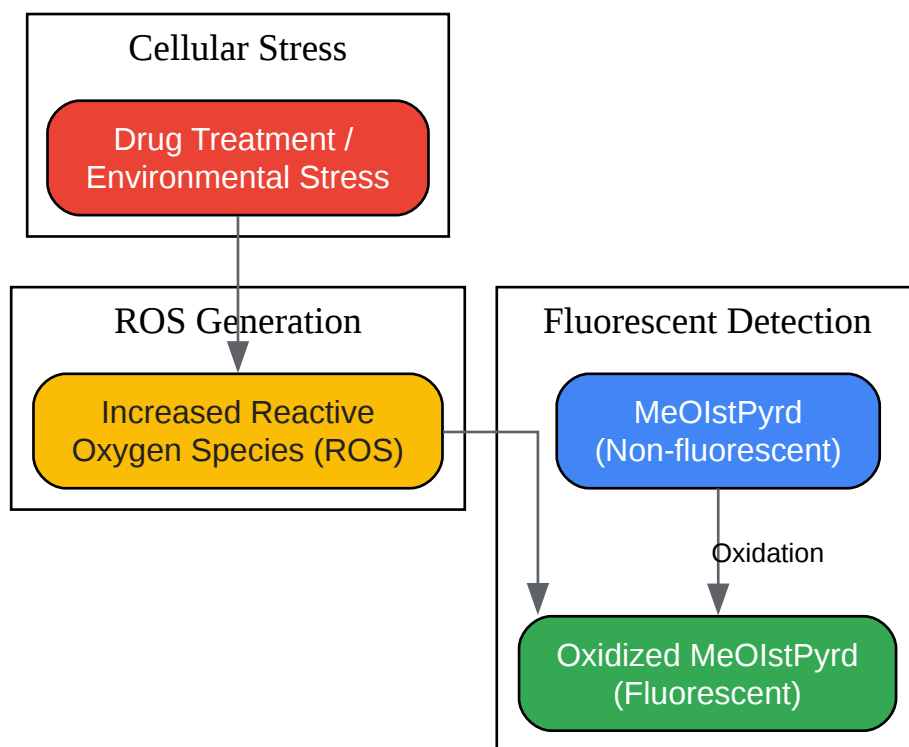 Cellular Stress
Drug Treatment /
Environmental Stress
ROS Generation
Increased Reactive
Oxygen Species (ROS)
Fluorescent Detection
MeOIstPyrd
(Non-fluorescent)
Oxidation
Oxidized MeOIstPyrd
(Fluorescent)